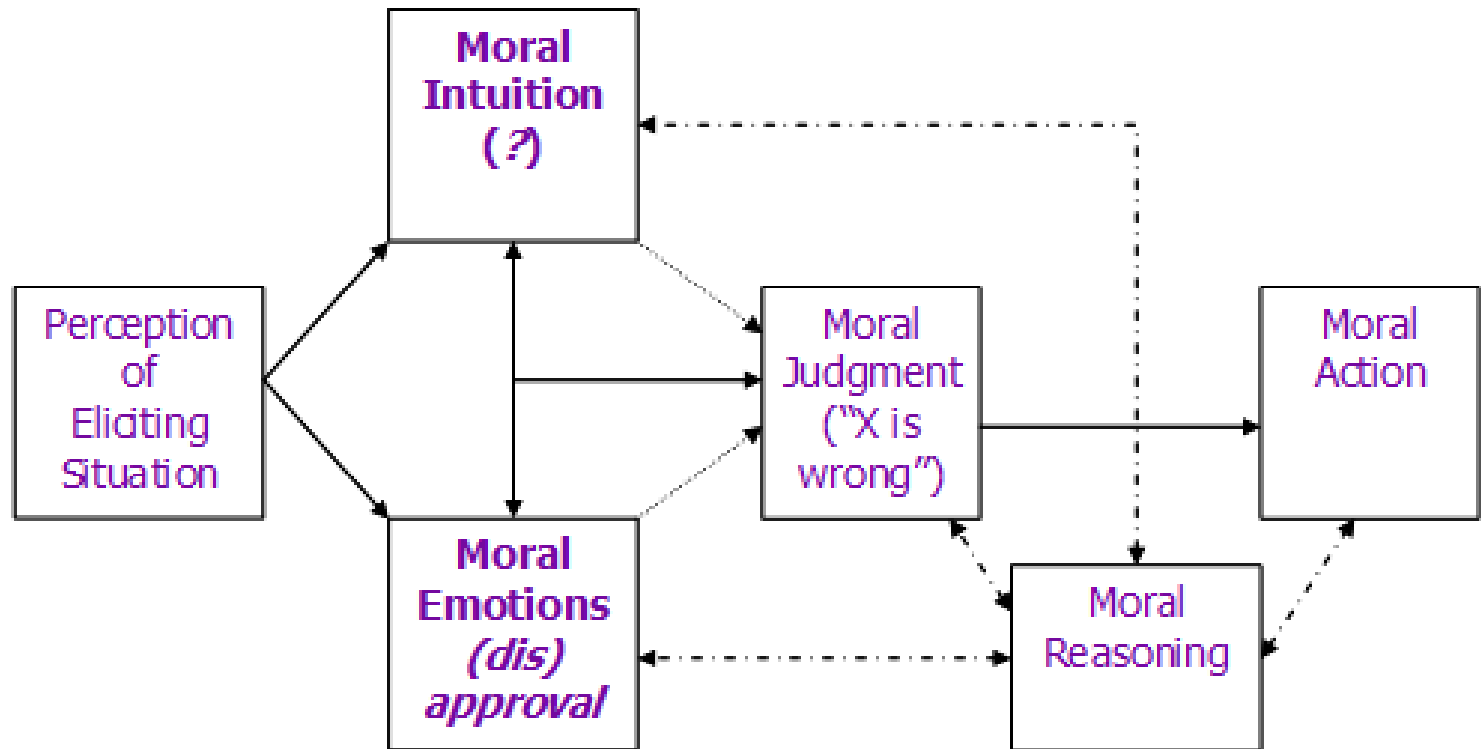 Moral
Intuition
(?)
Perception
of
Eliciting
Situation
Moral
Judgment
("X is
wrong")
Moral
Action
Moral
Emotions
(dis)
approval
Moral
Reasoning